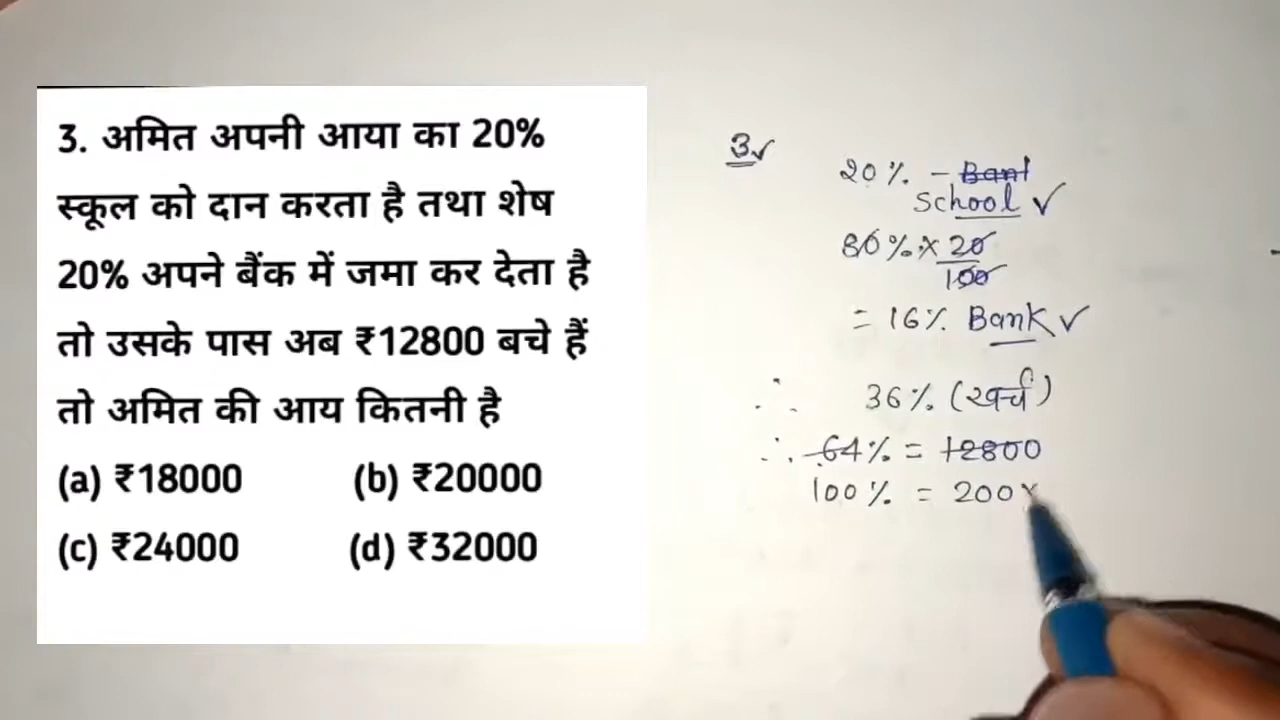 3. अमित अपनी आया का 20%
स्कूल को दान करता है तथा शेष
20% अपने बैंक में जमा कर देता है
तो उसके पास अब ₹12800 बचे हैं
तो अमित की आय कितनी है
(a) ₹18000 (b) ₹20000
(c) ₹24000 (d) ₹32000
3✓
20% - Bank
School ✓
80% × 20
100
= 16% Bank ✓
∴ 36% (खर्च)
∴ 64% = 12800
100% = 200×